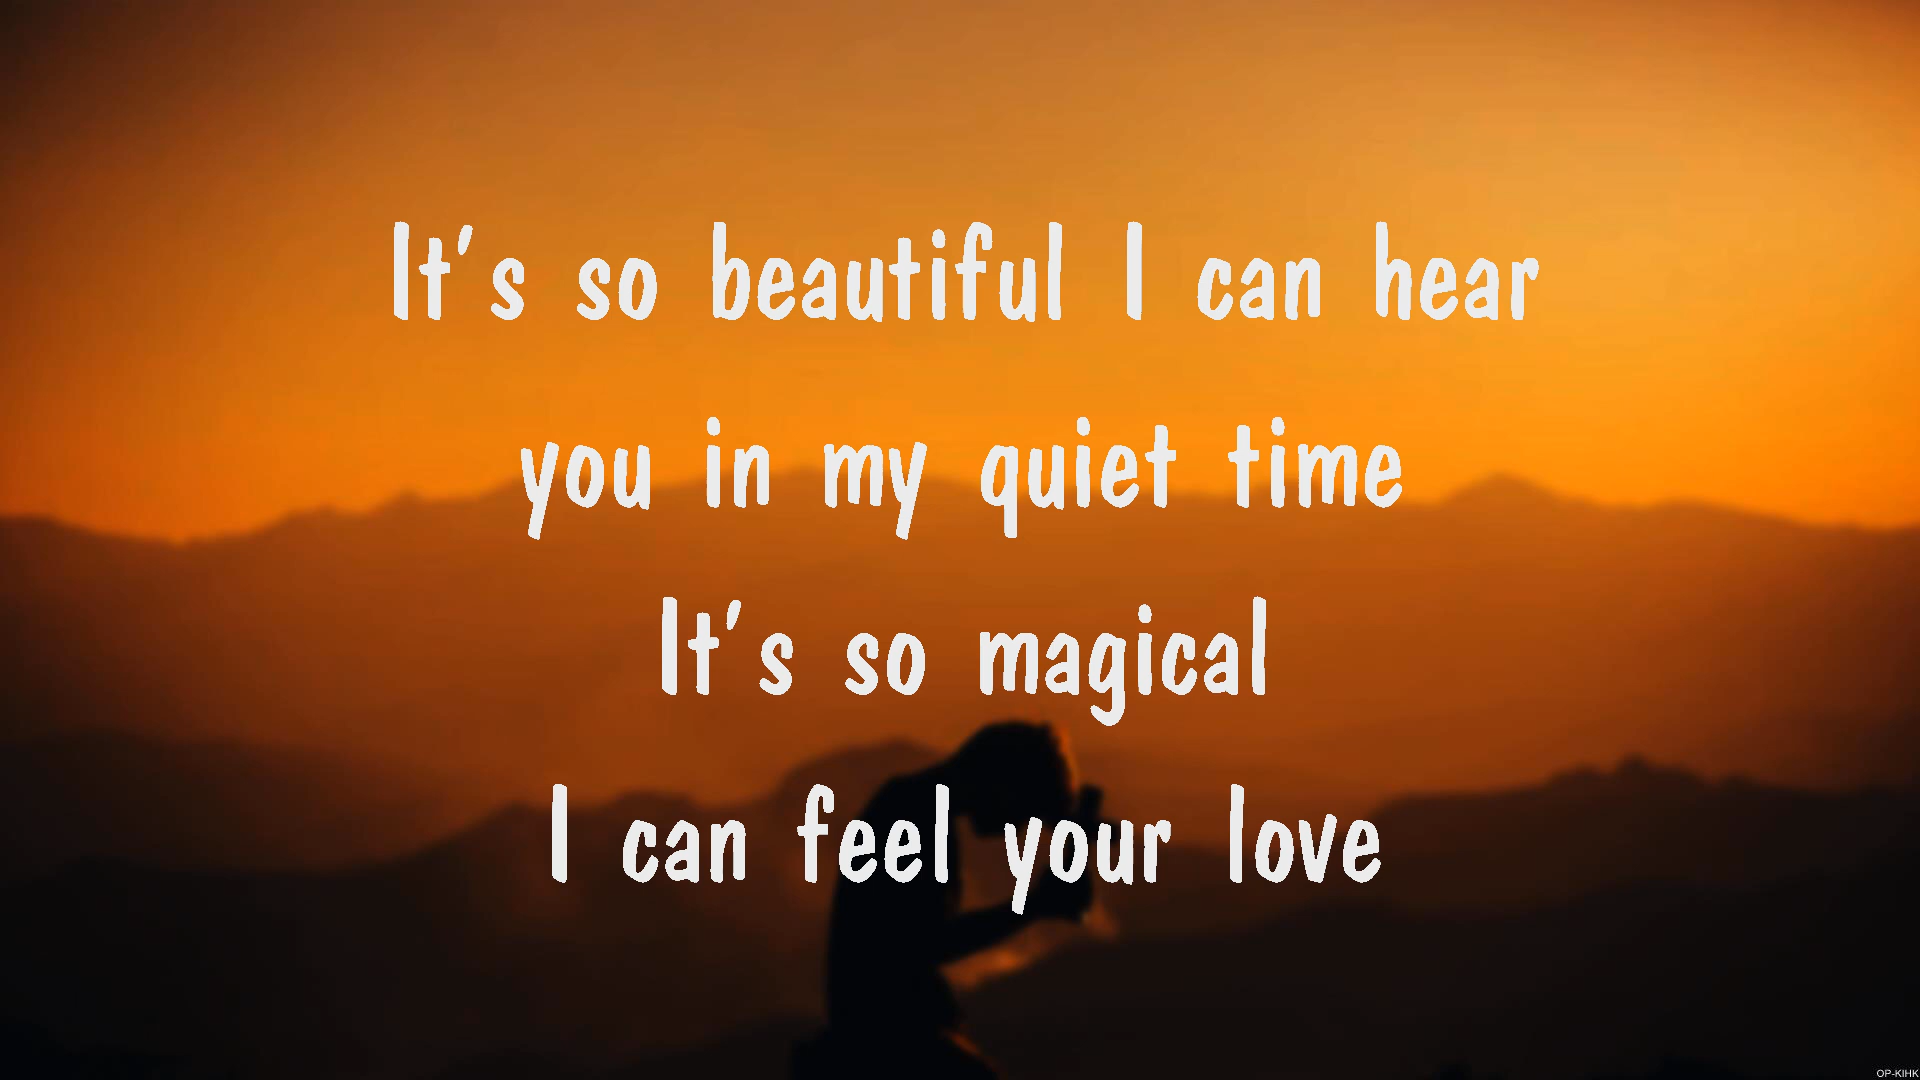 It's so beautiful I can hear
you in my quiet time
It's so magical
I can feel your love
OP-KIHK